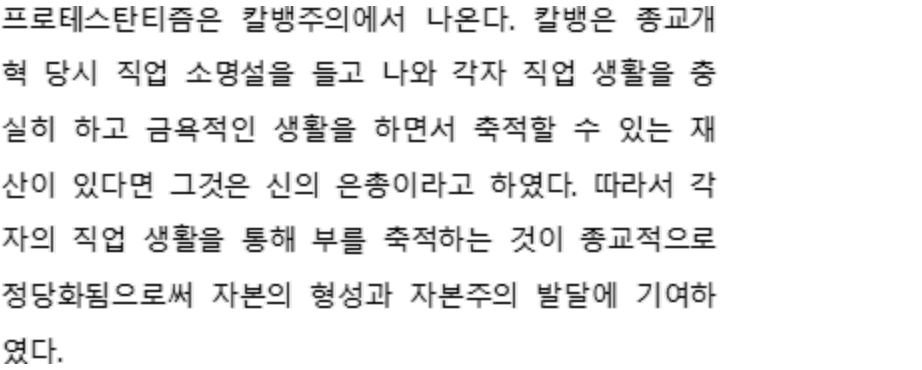 프로테스탄티즘은 칼뱅주의에서 나온다. 칼뱅은 종교개
혁 당시 직업 소명설을 들고 나와 각자 직업 생활을 충
실히 하고 금욕적인 생활을 하면서 축적할 수 있는 재
산이 있다면 그것은 신의 은총이라고 하였다. 따라서 각
자의 직업 생활을 통해 부를 축적하는 것이 종교적으로
정당화됨으로써 자본의 형성과 자본주의 발달에 기여하
였다.